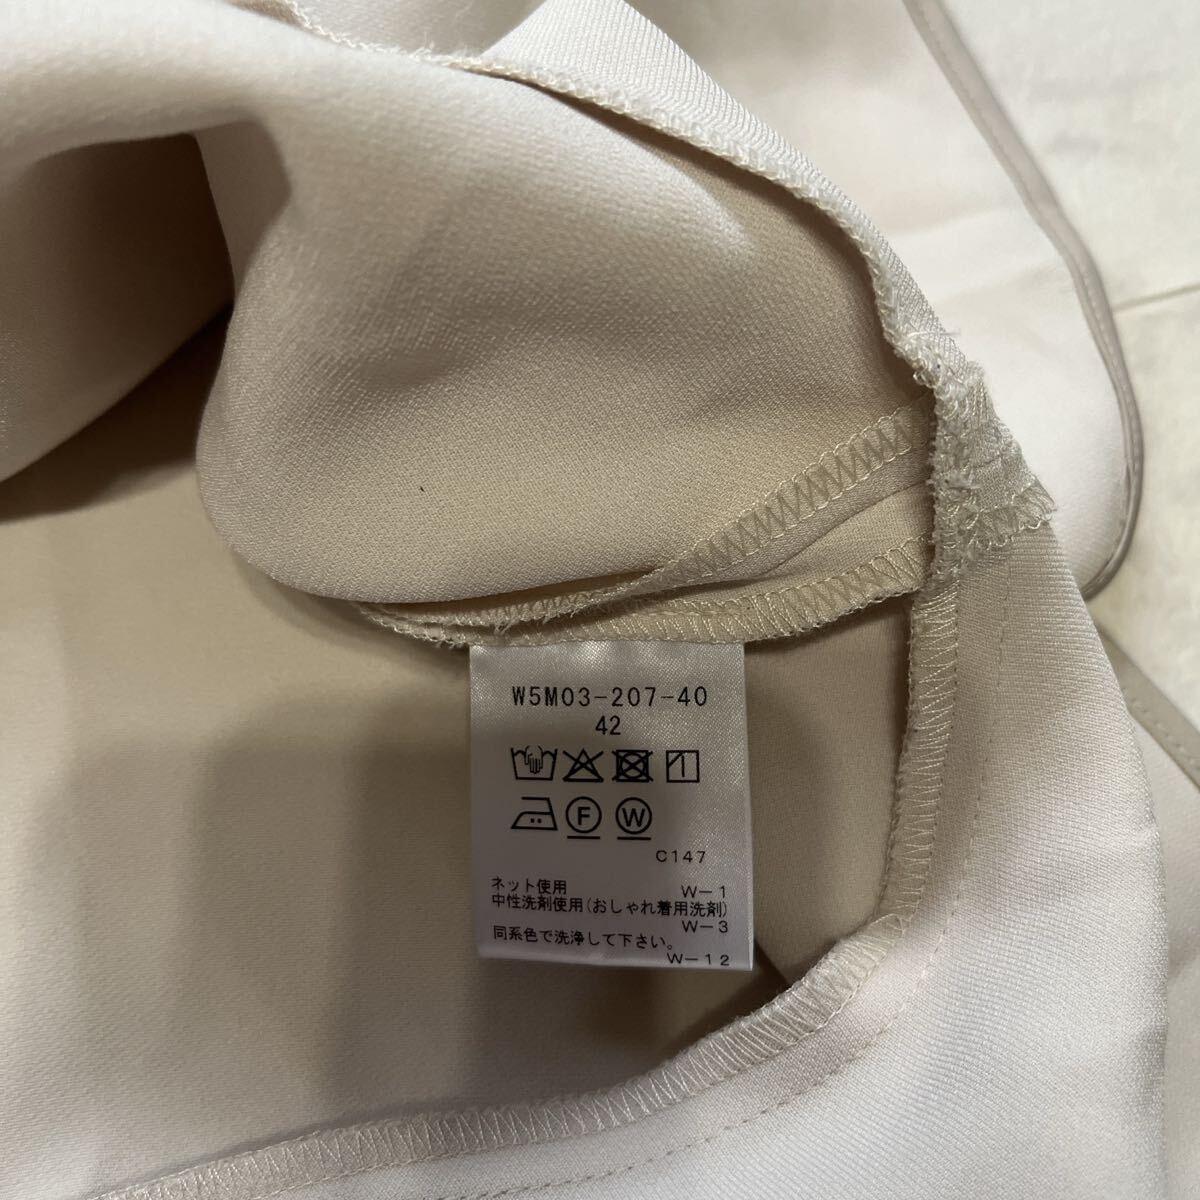 W5M03-207-40
42
F W
C147
ネット使用 W-1
中性洗剤使用(おしゃれ着用洗剤)
W-3
同系色で洗浄して下さい。
W-12